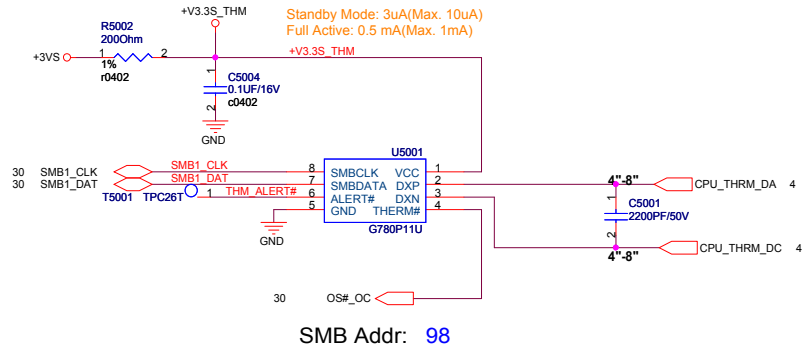 +V3.3S_THM
Standby Mode: 3uA(Max. 10uA)
Full Active: 0.5 mA(Max. 1mA)
R5002
200Ohm
+3VS
1
2
+V3.3S_THM
1%
r0402
1
C5004
0.1UF/16V
c0402
2
GND
U5001
30 SMB1_CLK
SMB1_CLK
8 SMBCLK VCC 1
30 SMB1_DAT
SMB1_DAT
7 SMBDATA DXP 2
4"-8"
CPU_THRM_DA 4
T5001 TPC26T
1
THM_ALERT#
6 ALERT# DXN 3
5 GND THERM# 4
1
C5001
2200PF/50V
2
GND
G780P11U
4"-8"
CPU_THRM_DC 4
30 OS#_OC
SMB Addr: 98